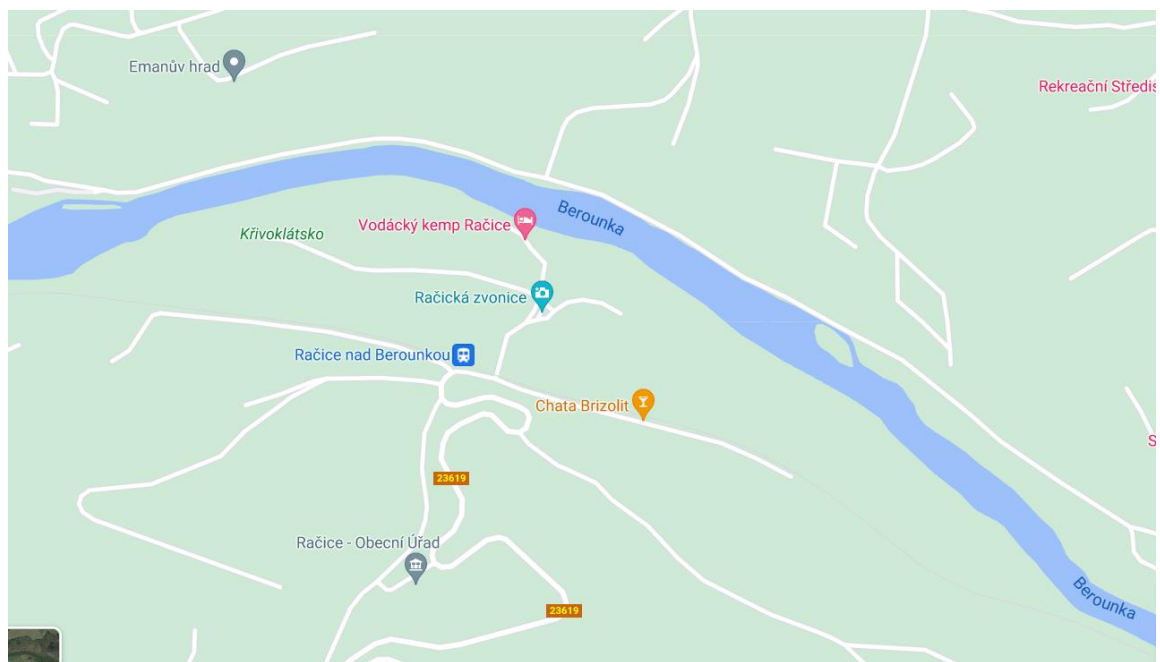 Emanův hrad
Rekreační Středis
Berounka
Vodácký kemp Račice
Křivoklátsko
Račická zvonice
Račice nad Berounkou
Chata Brizolit
S
23619
Račice - Obecní Úřad
Berounka
23619